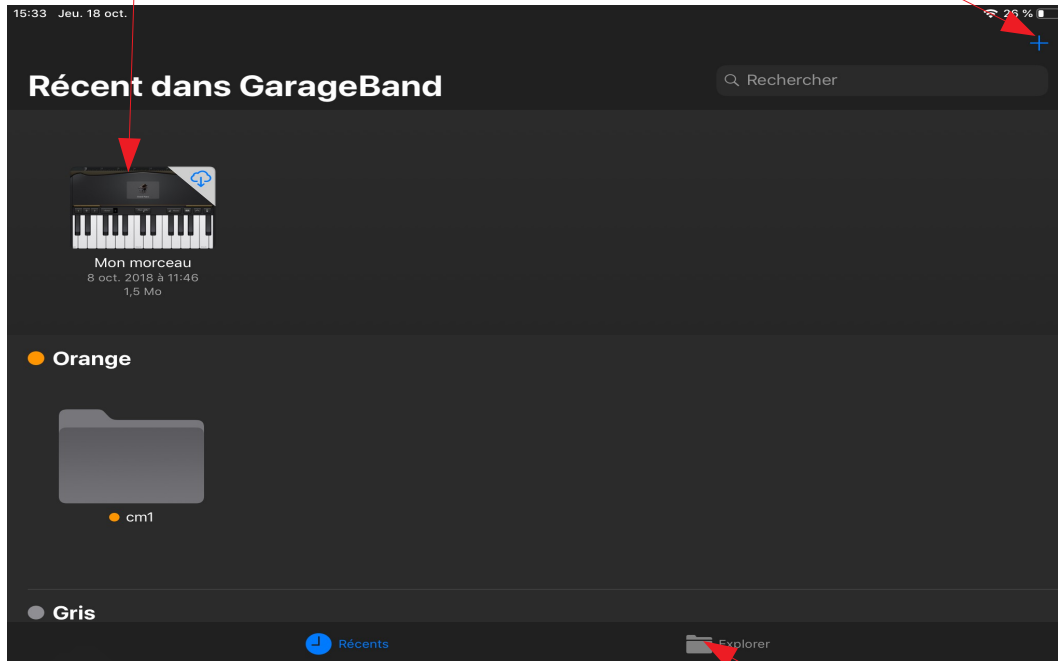 15:33 Jeu. 18 oct.
26 %
Récent dans GarageBand
Rechercher
Mon morceau
8 oct. 2018 à 11:46
1,5 Mo
Orange
cm1
Gris
Récents
Explorer